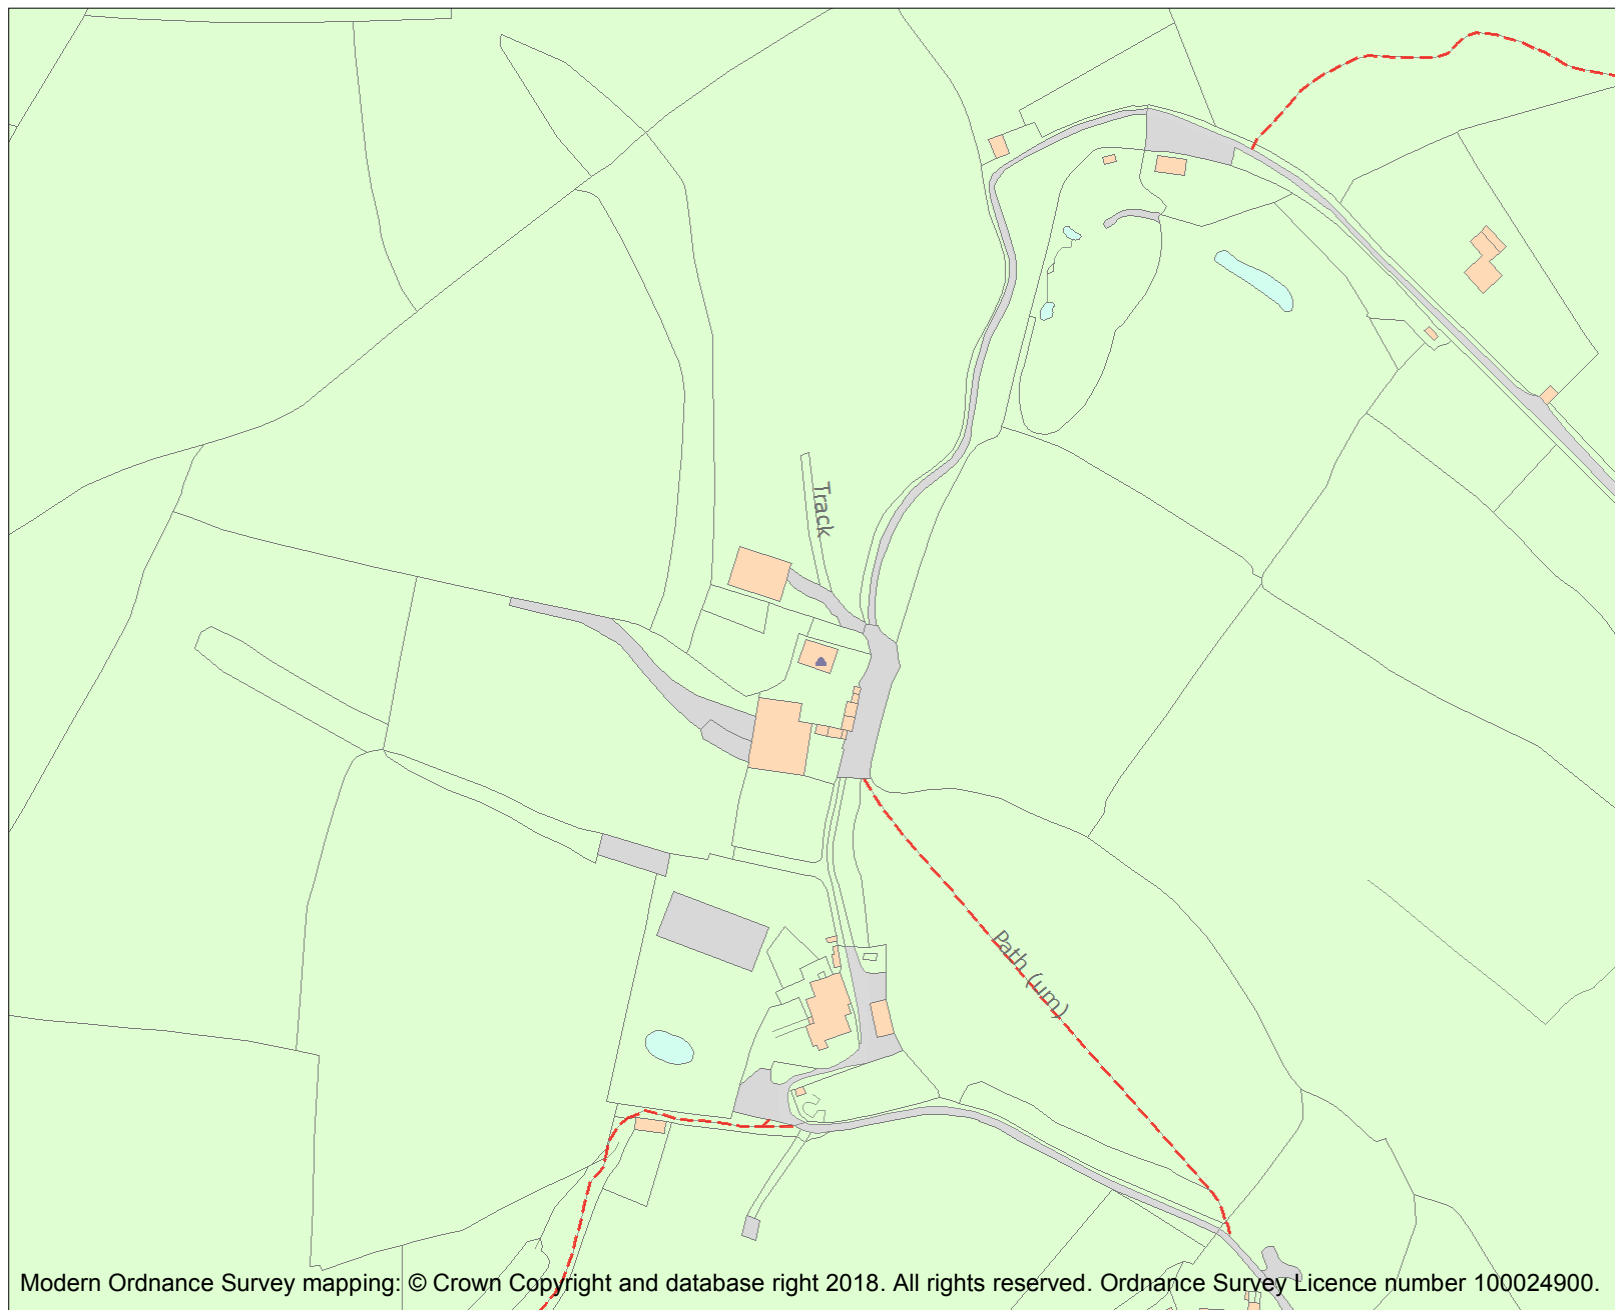 Track
Path (um)
Modern Ordnance Survey mapping: © Crown Copyright and database right 2018. All rights reserved. Ordnance Survey Licence number 100024900.